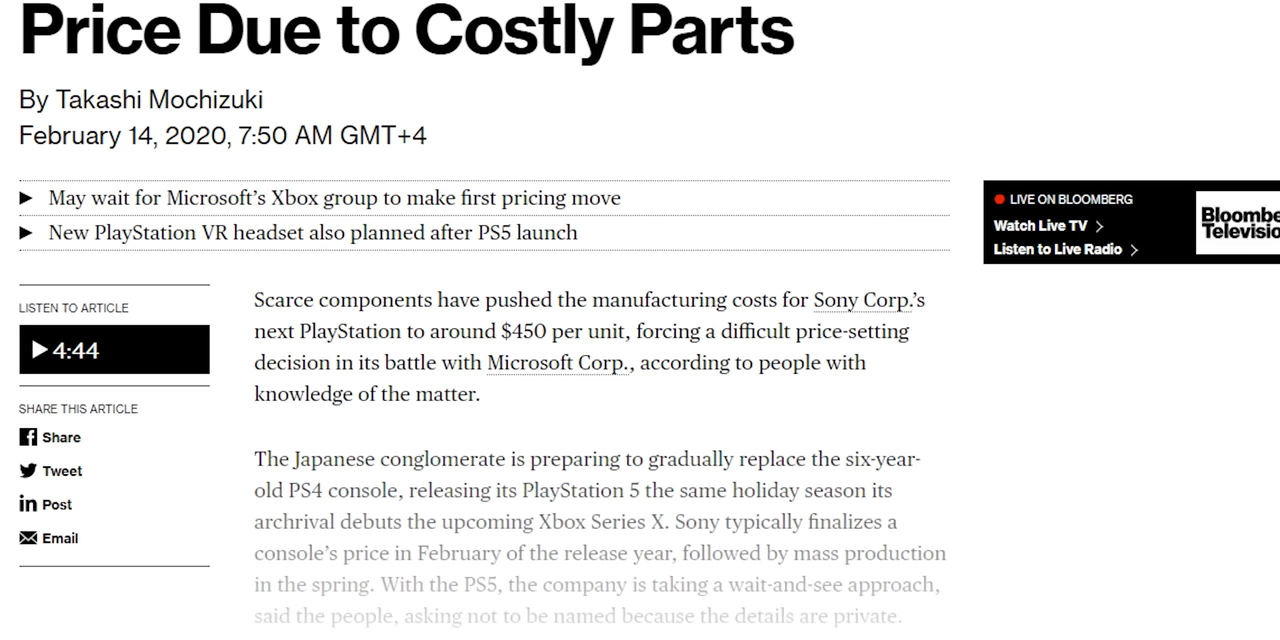 Price Due to Costly Parts
By Takashi Mochizuki
February 14, 2020, 7:50 AM GMT+4
▶ May wait for Microsoft’s Xbox group to make first pricing move
▶ New PlayStation VR headset also planned after PS5 launch
LIVE ON BLOOMBERG
Watch Live TV >
Listen to Live Radio >
Bloombe
Televisio
LISTEN TO ARTICLE
▶ 4:44
SHARE THIS ARTICLE
Share
Tweet
in Post
Email
Scarce components have pushed the manufacturing costs for Sony Corp.’s
next PlayStation to around $450 per unit, forcing a difficult price-setting
decision in its battle with Microsoft Corp., according to people with
knowledge of the matter.
The Japanese conglomerate is preparing to gradually replace the six-year-
old PS4 console, releasing its PlayStation 5 the same holiday season its
archrival debuts the upcoming Xbox Series X. Sony typically finalizes a
console’s price in February of the release year, followed by mass production
in the spring. With the PS5, the company is taking a wait-and-see approach,
said the people, asking not to be named because the details are private.